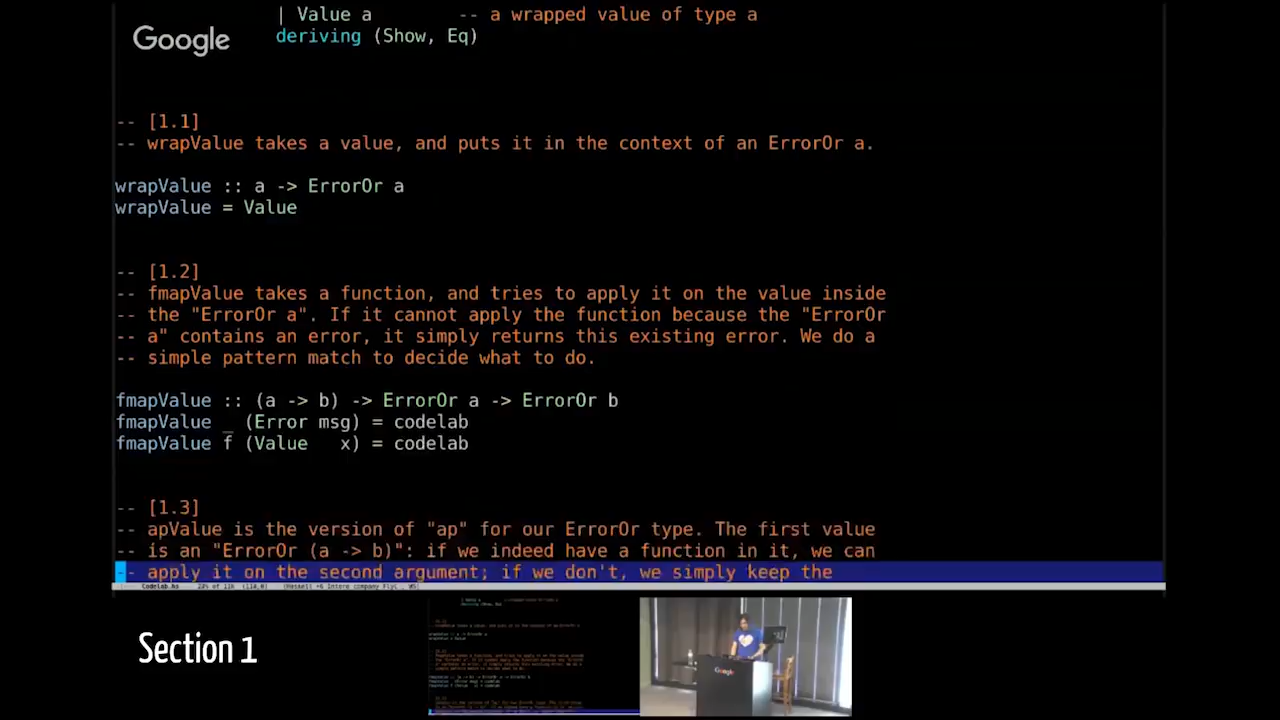 | Value a        -- a wrapped value of type a
Google
deriving (Show, Eq)
-- [1.1]
-- wrapValue takes a value, and puts it in the context of an ErrorOr a.
wrapValue :: a -> ErrorOr a
wrapValue = Value
-- [1.2]
-- fmapValue takes a function, and tries to apply it on the value inside
-- the "ErrorOr a". If it cannot apply the function because the "ErrorOr
-- a" contains an error, it simply returns this existing error. We do a
-- simple pattern match to decide what to do.
fmapValue :: (a -> b) -> ErrorOr a -> ErrorOr b
fmapValue _ (Error msg) = codelab
fmapValue f (Value   x) = codelab
-- [1.3]
-- apValue is the version of "ap" for our ErrorOr type. The first value
-- is an "ErrorOr (a -> b)": if we indeed have a function in it, we can
-- apply it on the second argument; if we don't, we simply keep the
Codelab.hs
Section 1
Google